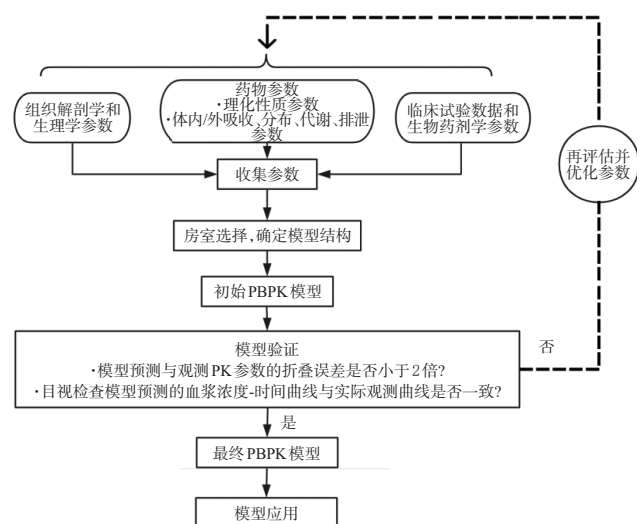 组织解剖学和
生理学参数
药物参数
·理化性质参数
·体内/外吸收、分布、代谢、排泄
参数
临床试验数据和
生物药剂学参数
再评估并
优化参数
收集参数
房室选择,确定模型结构
初始PBPK模型
模型验证
·模型预测与观测PK参数的折叠误差是否小于2倍?
·目视检查模型预测的血浆浓度-时间曲线与实际观测曲线是否一致?
否
是
最终PBPK模型
模型应用